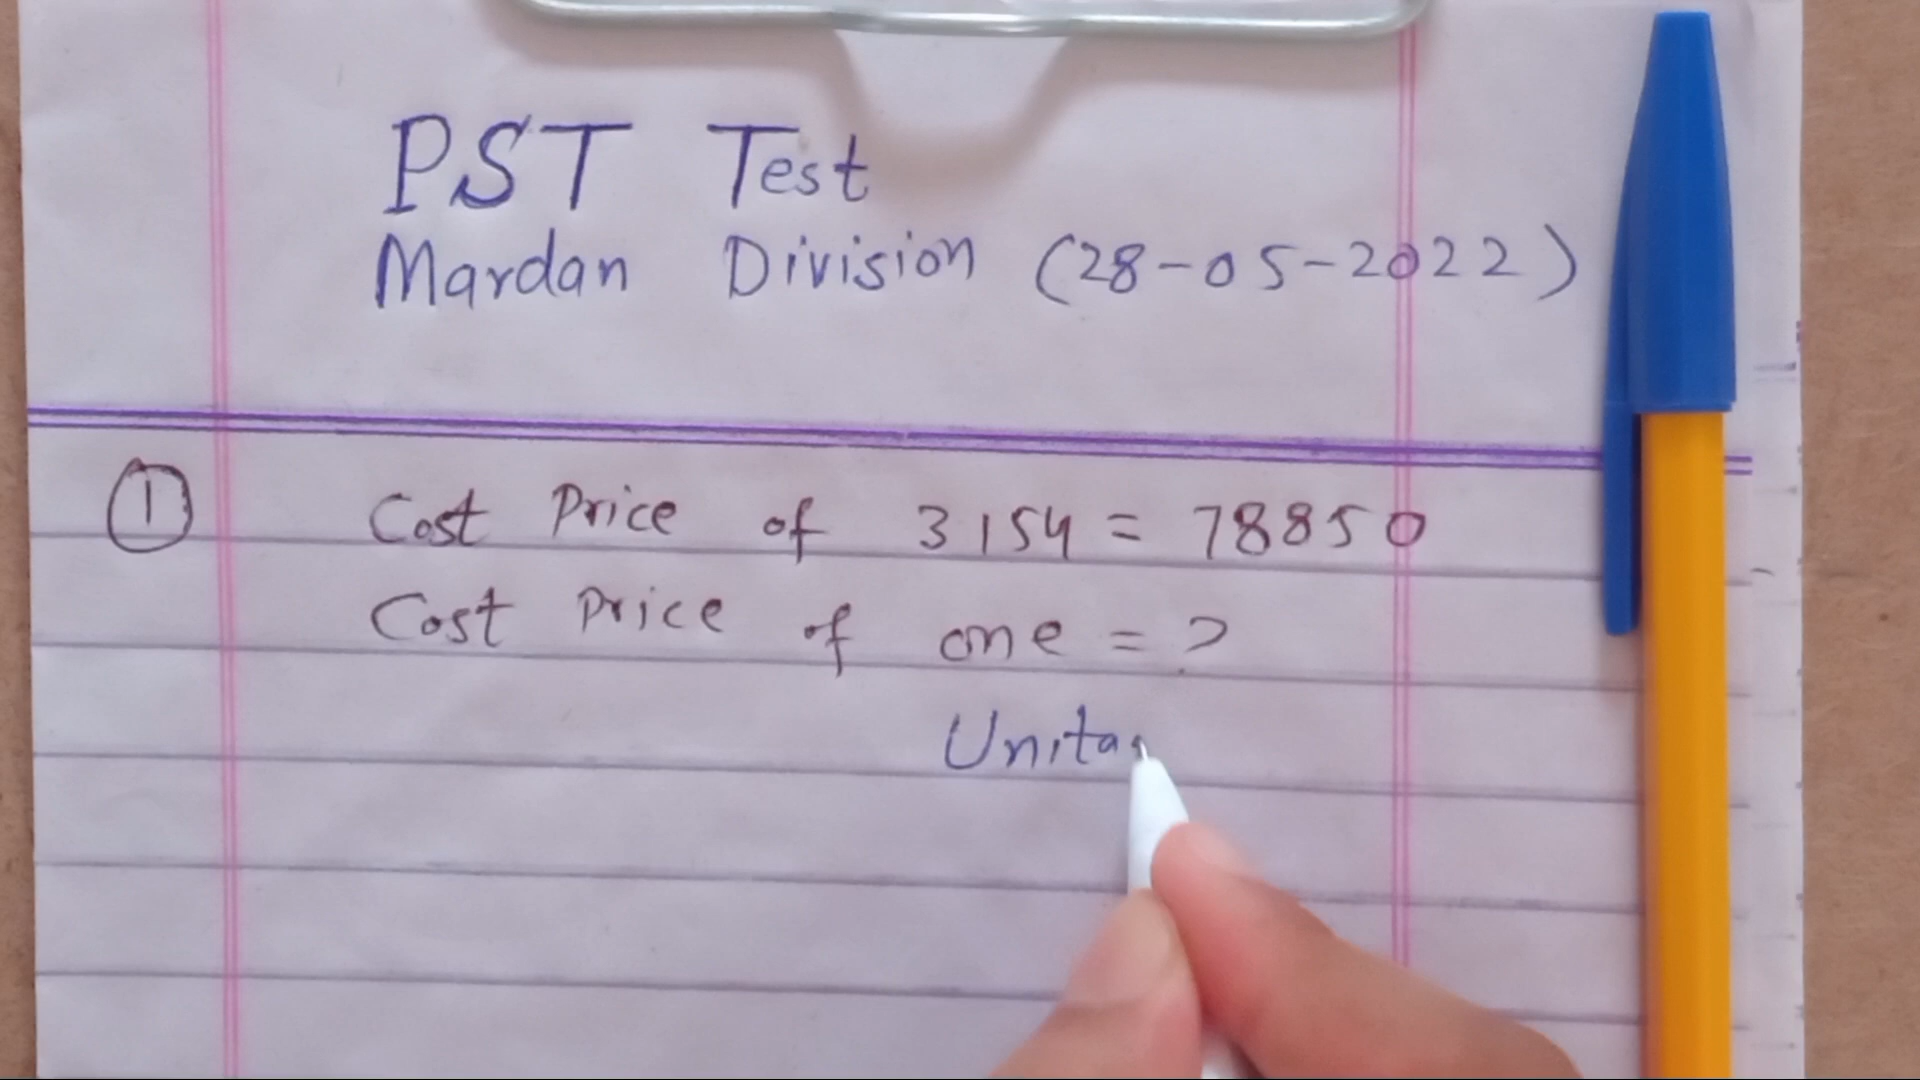 PST Test
Mardan Division (28-05-2022)
① Cost Price of 3154 = 78850
Cost Price of one = ?
Unita